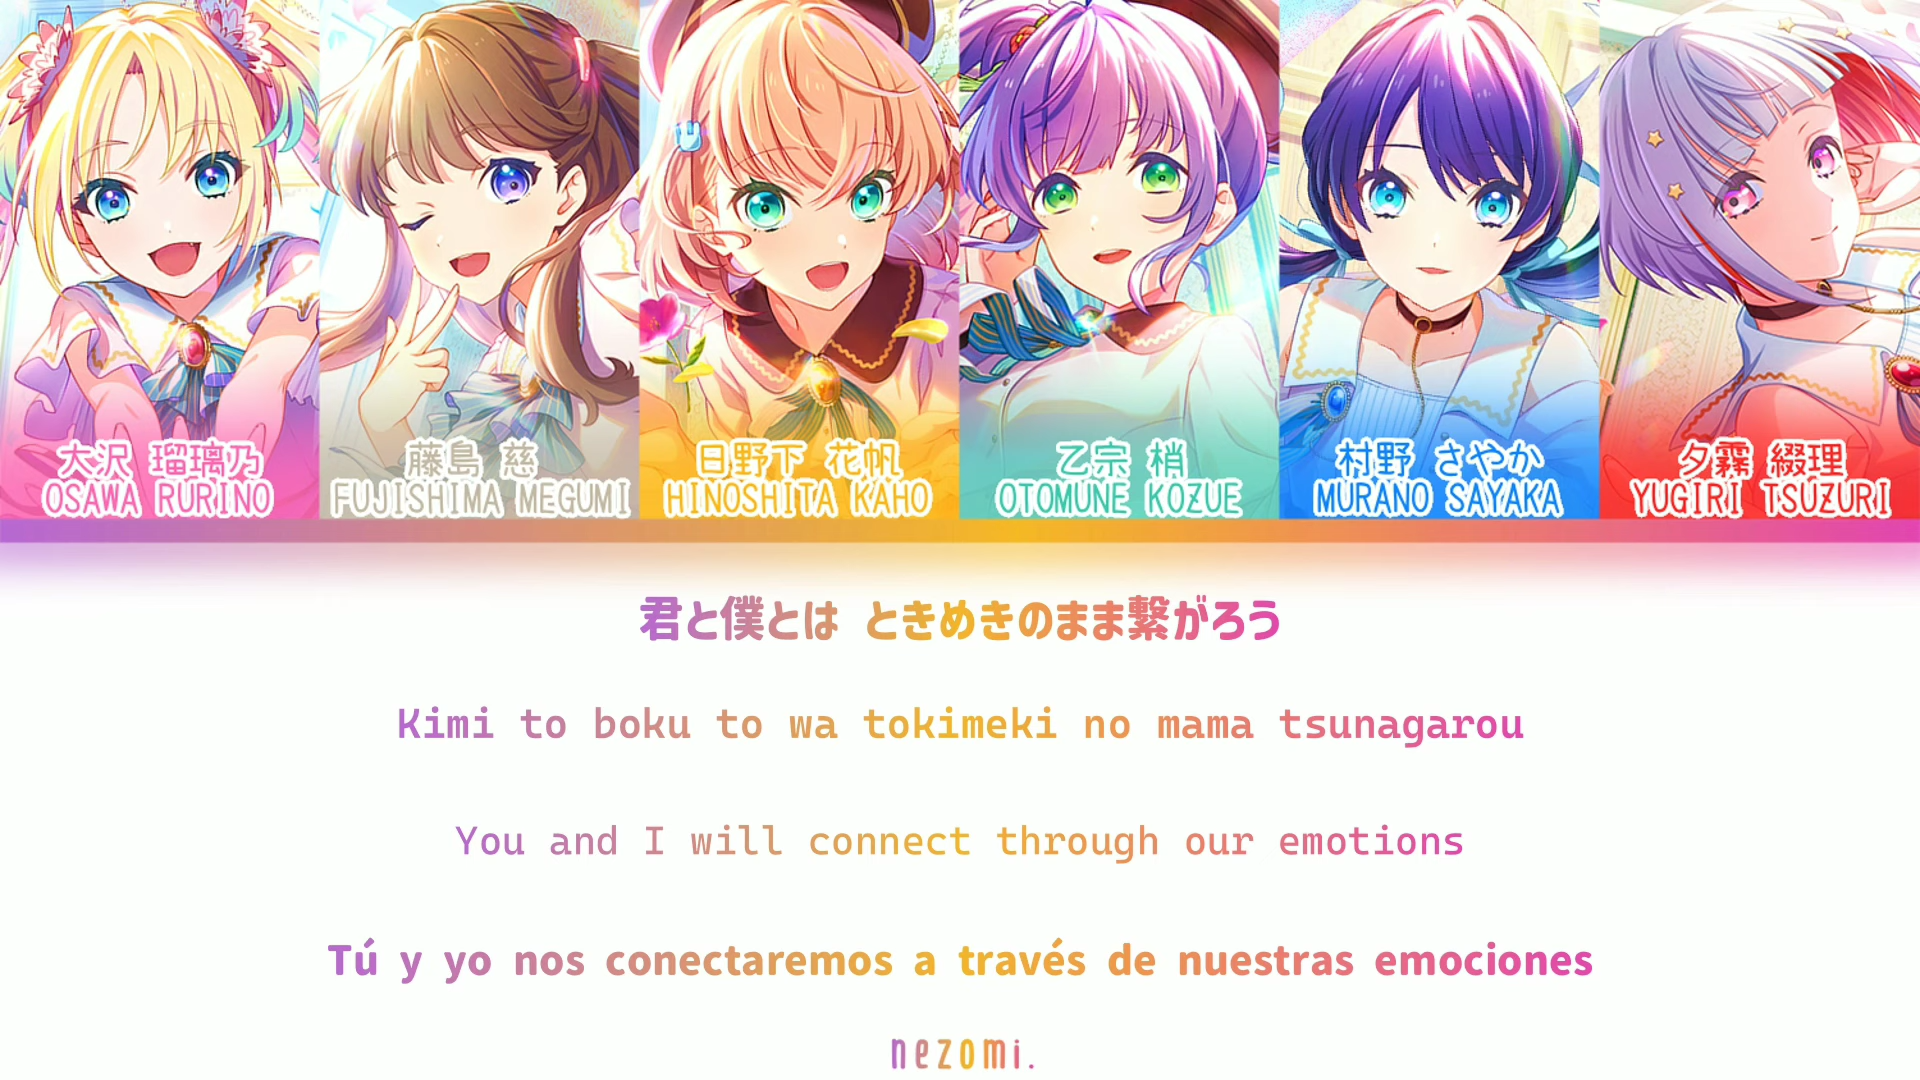 大沢 瑠璃乃
OSAWA RURINO
藤島 慈
FUJISHIMA MEGUMI
日野下 花帆
HINOSHITA KAHO
乙宗 梢
OTOMUNE KOZUE
村野 さやか
MURANO SAYAKA
夕霧 綴理
YUGIRI TSUZURI
君と僕とは ときめきのまま繋がろう
Kimi to boku to wa tokimeki no mama tsunagarou
You and I will connect through our emotions
Tú y yo nos conectaremos a través de nuestras emociones
nezomi.